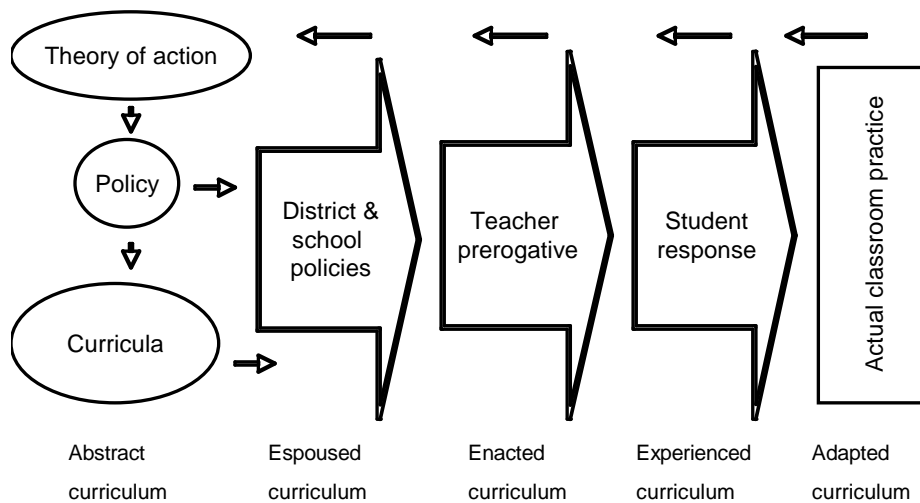 Theory of action
Policy
Curricula
District &
school
policies
Teacher
prerogative
Student
response
Actual classroom practice
Abstract
curriculum
Espoused
curriculum
Enacted
curriculum
Experienced
curriculum
Adapted
curriculum